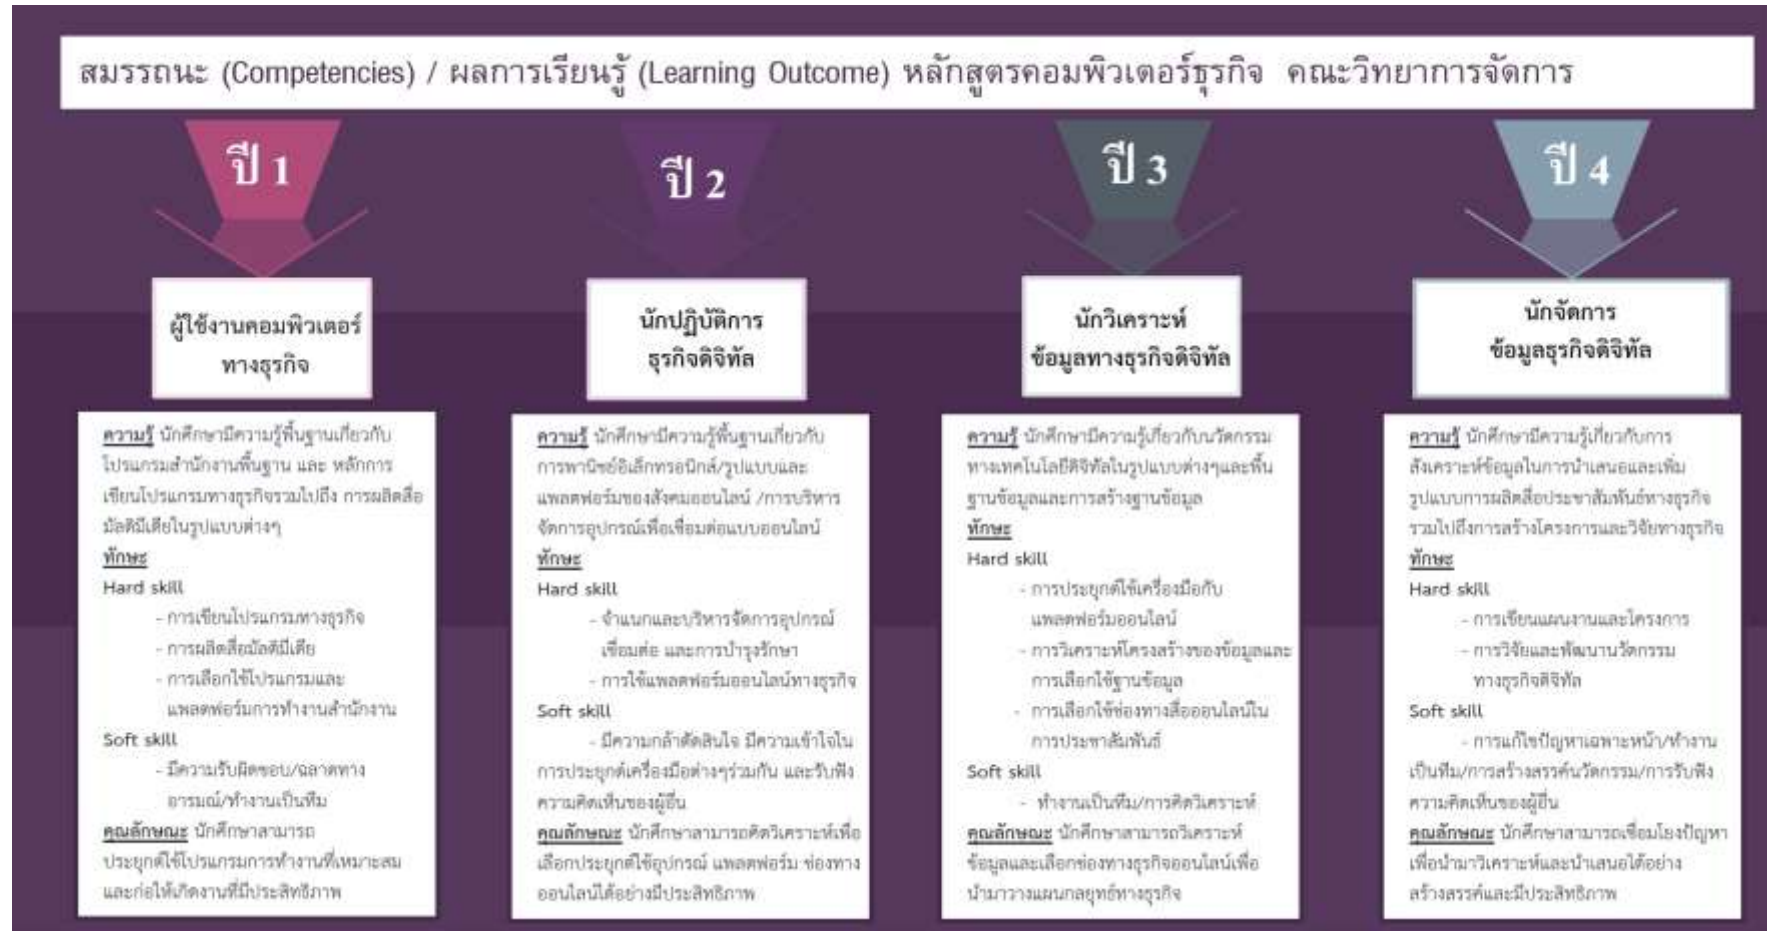 สมรรถนะ (Competencies) / ผลการเรียนรู้ (Learning Outcome) หลักสูตรคอมพิวเตอร์ธุรกิจ คณะวิทยาการจัดการ
ปี 1
ผู้ใช้งานคอมพิวเตอร์
ทางธุรกิจ
ความรู้ นักศึกษามีความรู้พื้นฐานเกี่ยวกับ
โปรแกรมสำนักงานพื้นฐาน และ หลักการ
เขียนโปรแกรมทางธุรกิจรวมไปถึง การผลิตสื่อ
มัลติมีเดียในรูปแบบต่างๆ
ทักษะ
Hard skill
- การเขียนโปรแกรมทางธุรกิจ
- การผลิตสื่อมัลติมีเดีย
- การเลือกใช้โปรแกรมและ
แพลตฟอร์มการทำงานสำนักงาน
Soft skill
- มีความรับผิดชอบ/ฉลาดทาง
อารมณ์/ทำงานเป็นทีม
คุณลักษณะ นักศึกษาสามารถ
ประยุกต์ใช้โปรแกรมการทำงานที่เหมาะสม
และก่อให้เกิดงานที่มีประสิทธิภาพ
ปี 2
นักปฏิบัติการ
ธุรกิจดิจิทัล
ความรู้ นักศึกษามีความรู้พื้นฐานเกี่ยวกับ
การพานิชย์อิเล็กทรอนิกส์/รูปแบบและ
แพลตฟอร์มของสังคมออนไลน์ /การบริหาร
จัดการอุปกรณ์เพื่อเชื่อมต่อแบบออนไลน์
ทักษะ
Hard skill
- จำแนกและบริหารจัดการอุปกรณ์
เชื่อมต่อ และการบำรุงรักษา
- การใช้แพลตฟอร์มออนไลน์ทางธุรกิจ
Soft skill
- มีความกล้าตัดสินใจ มีความเข้าใจใน
การประยุกต์เครื่องมือต่างๆร่วมกัน และรับฟัง
ความคิดเห็นของผู้อื่น
คุณลักษณะ นักศึกษาสามารถคิดวิเคราะห์เพื่อ
เลือกประยุกต์ใช้อุปกรณ์ แพลตฟอร์ม ช่องทาง
ออนไลน์ได้อย่างมีประสิทธิภาพ
ปี 3
นักวิเคราะห์
ข้อมูลทางธุรกิจดิจิทัล
ความรู้ นักศึกษามีความรู้เกี่ยวกับนวัตกรรม
ทางเทคโนโลยีดิจิทัลในรูปแบบต่างๆและพื้น
ฐานข้อมูลและการสร้างฐานข้อมูล
ทักษะ
Hard skill
- การประยุกต์ใช้เครื่องมือกับ
แพลตฟอร์มออนไลน์
- การวิเคราะห์โครงสร้างของข้อมูลและ
การเลือกใช้ฐานข้อมูล
- การเลือกใช้ช่องทางสื่อออนไลน์ใน
การประชาสัมพันธ์
Soft skill
- ทำงานเป็นทีม/การคิดวิเคราะห์
คุณลักษณะ นักศึกษาสามารถวิเคราะห์
ข้อมูลและเลือกช่องทางธุรกิจออนไลน์เพื่อ
นำมาวางแผนกลยุทธ์ทางธุรกิจ
ปี 4
นักจัดการ
ข้อมูลธุรกิจดิจิทัล
ความรู้ นักศึกษามีความรู้เกี่ยวกับการ
สังเคราะห์ข้อมูลในการนำเสนอและเพิ่ม
รูปแบบการผลิตสื่อประชาสัมพันธ์ทางธุรกิจ
รวมไปถึงการสร้างโครงการและวิจัยทางธุรกิจ
ทักษะ
Hard skill
- การเขียนแผนงานและโครงการ
- การวิจัยและพัฒนานวัตกรรม
ทางธุรกิจดิจิทัล
Soft skill
- การแก้ไขปัญหาเฉพาะหน้า/ทำงาน
เป็นทีม/การสร้างสรรค์นวัตกรรม/การรับฟัง
ความคิดเห็นของผู้อื่น
คุณลักษณะ นักศึกษาสามารถเชื่อมโยงปัญหา
เพื่อนำมาวิเคราะห์และนำเสนอได้อย่าง
สร้างสรรค์และมีประสิทธิภาพ